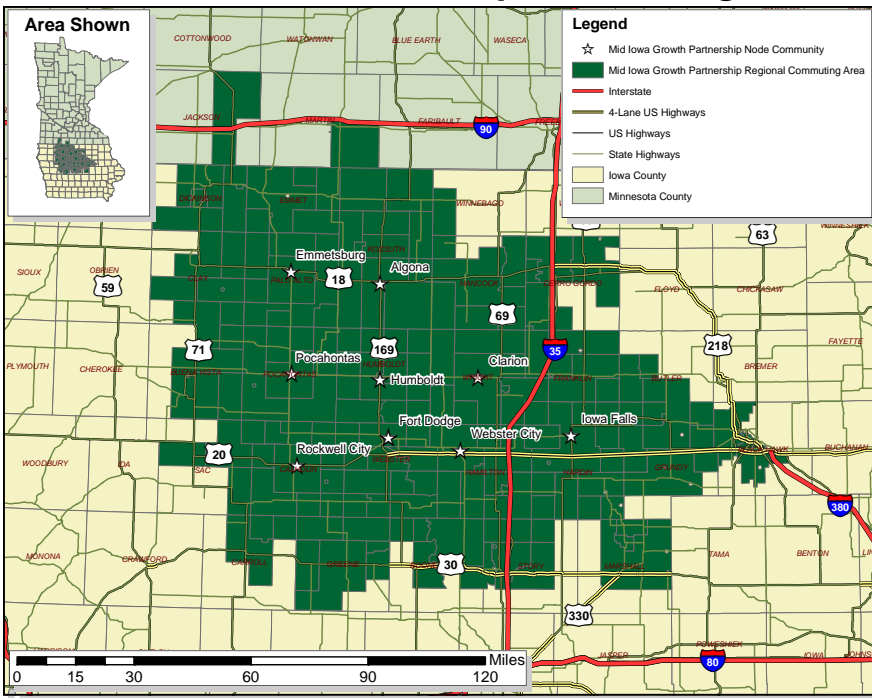 Area Shown
Legend
Mid Iowa Growth Partnership Node Community
Mid Iowa Growth Partnership Regional Commuting Area
Interstate
4-Lane US Highways
US Highways
State Highways
Iowa County
Minnesota County
COTTONWOOD
WATONWAN
BLUE EARTH
WASECA
JACKSON
MARTIN
FARIBAULT
90
DICKINSON
EMMET
WINNEBAGO
63
Emmetsburg
KOSSUTH
SIOUX
OBRIEN
CLAY
PALO ALTO
18
Algona
HANCOCK
CERRO GORDO
FLOYD
CHICKASAW
59
69
71
169
35
218
FAYETTE
PLYMOUTH
CHEROKEE
BUENA VISTA
Pocahontas
POCAHONTAS
HUMBOLDT
Humboldt
Clarion
FRANKLIN
BUTLER
BREMER
Fort Dodge
Webster City
Iowa Falls
Rockwell City
WOODBURY
IDA
SAC
20
CALHOUN
WEBSTER
HAMILTON
HARDIN
GRUNDY
BUCHANAN
380
MONONA
CRAWFORD
CARROLL
GREENE
30
STORY
MARSHALL
TAMA
BENTON
330
JASPER
POWESHIEK
IOWA
80
Miles
0 15 30 60 90 120